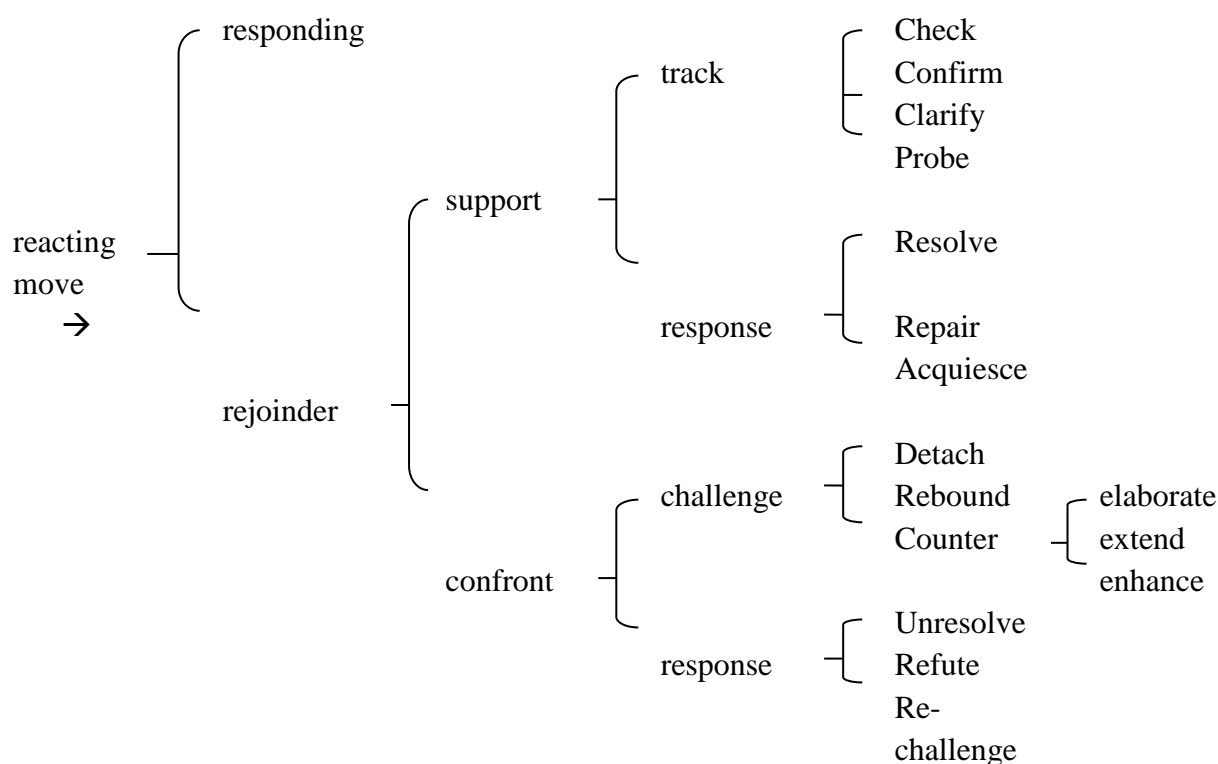 responding
Check
track
Confirm
Clarify
Probe
support
reacting
move
→
Resolve
response
Repair
Acquiesce
rejoinder
Detach
challenge
Rebound
elaborate
Counter
extend
confront
enhance
Unresolve
response
Refute
Re-
challenge